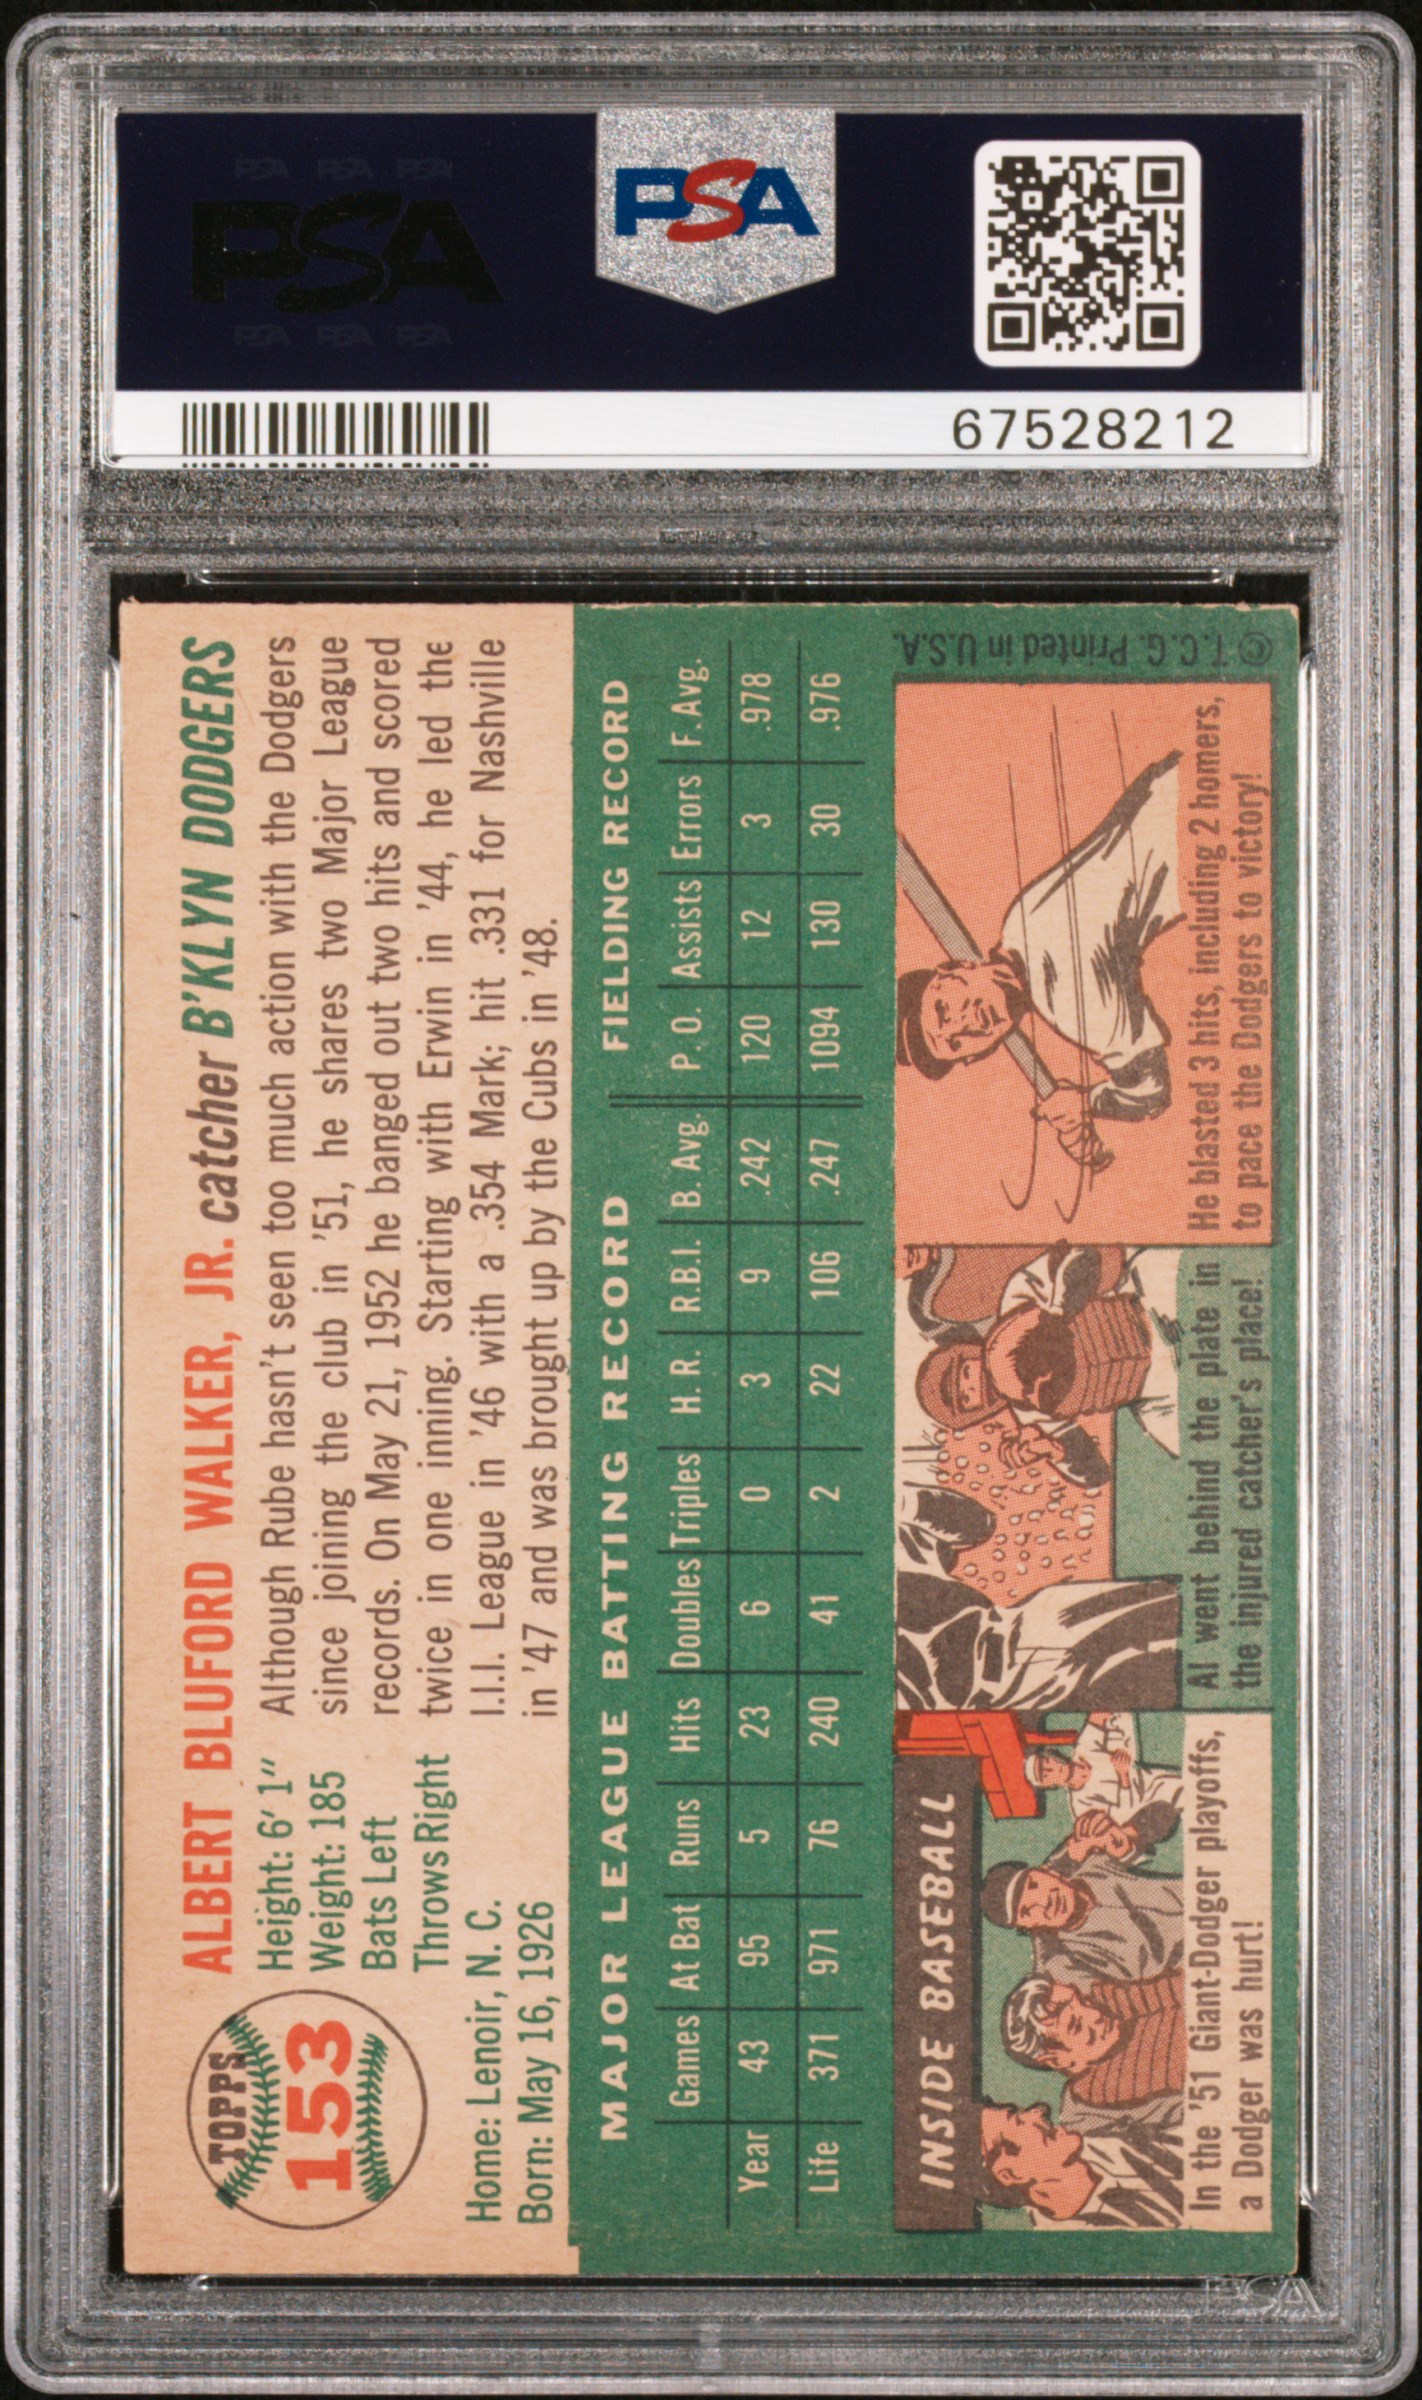 PSA PSA PSA
PSA
PSA PSA PSA
PSA
67528212
TOPPS
153
ALBERT BLUFORD WALKER, JR. catcher B'KLYN DODGERS
Height: 6' 1"
Weight: 185
Bats Left
Throws Right
Home: Lenoir, N. C.
Born: May 16, 1926
Although Rube hasn't seen too much action with the Dodgers
since joining the club in '51, he shares two Major League
records. On May 21, 1952 he banged out two hits and scored
twice in one inning. Starting with Erwin in '44, he led the
I.I.I. League in '46 with a .354 Mark; hit .331 for Nashville
in '47 and was brought up by the Cubs in '48.
MAJOR LEAGUE BATTING RECORD FIELDING RECORD
Games At Bat Runs Hits Doubles Triples H. R. R.B.I. B. Avg. P. O. Assists Errors F. Avg.
Year 43 95 5 23 6 0 3 9 .242 120 12 3 .978
Life 371 971 76 240 41 2 22 106 .247 1094 130 30 .976
INSIDE BASEBALL
In the '51 Giant-Dodger playoffs,
a Dodger was hurt!
Al went behind the plate in
the injured catcher's place!
He blasted 3 hits, including 2 homers,
to pace the Dodgers to victory!
© T.C.G. Printed in U.S.A.
PSA